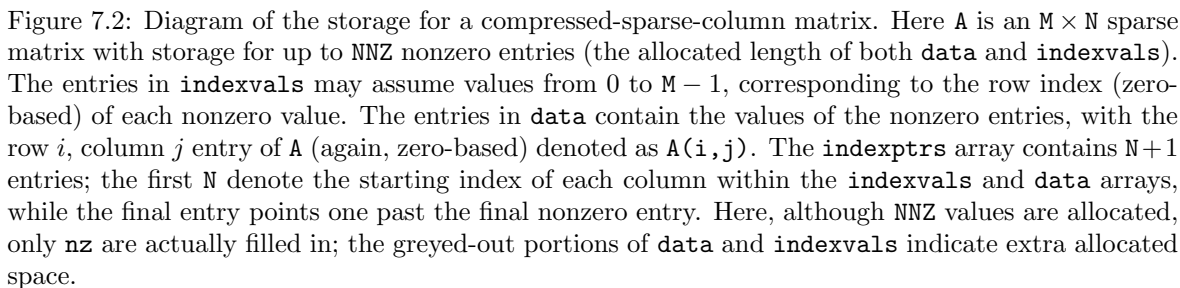 Figure 7.2: Diagram of the storage for a compressed-sparse-column matrix. Here A is an M × N sparse
matrix with storage for up to NNZ nonzero entries (the allocated length of both data and indexvals).
The entries in indexvals may assume values from 0 to M − 1, corresponding to the row index (zero-
based) of each nonzero value. The entries in data contain the values of the nonzero entries, with the
row i, column j entry of A (again, zero-based) denoted as A(i,j). The indexptrs array contains N+1
entries; the first N denote the starting index of each column within the indexvals and data arrays,
while the final entry points one past the final nonzero entry. Here, although NNZ values are allocated,
only nz are actually filled in; the greyed-out portions of data and indexvals indicate extra allocated
space.